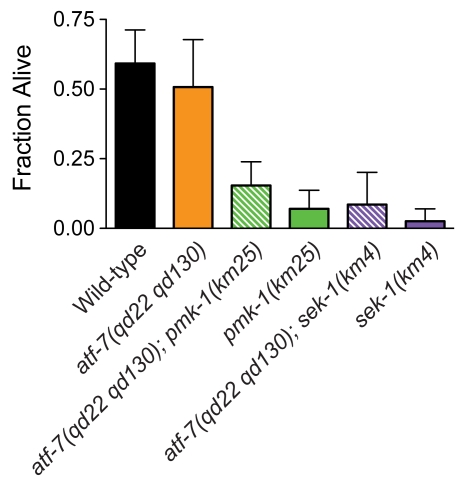 Fraction Alive
0.75
0.50
0.25
0.00
Wild-type
atf-7(qd22 qd130)
atf-7(qd22 qd130); pmk-1(km25)
pmk-1(km25)
atf-7(qd22 qd130); sek-1(km4)
sek-1(km4)